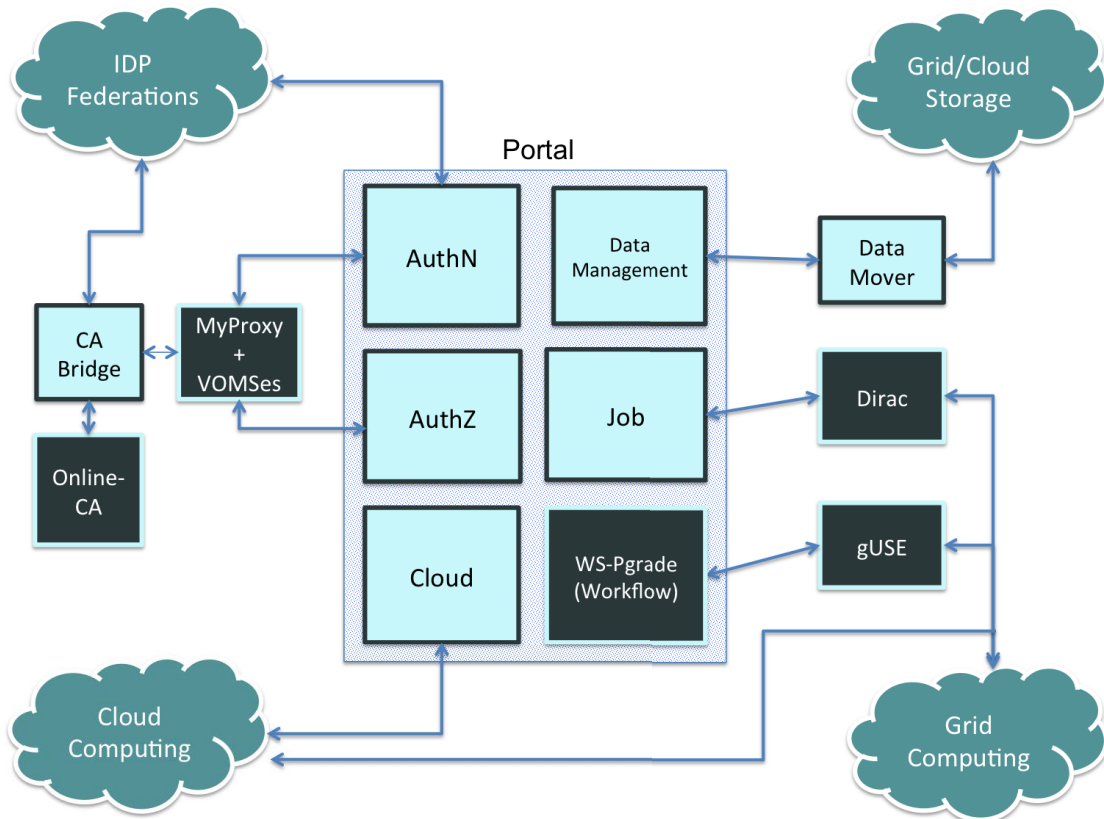 IDP
Federations
Grid/Cloud
Storage
Portal
AuthN
Data
Management
Data
Mover
CA
Bridge
MyProxy
+
VOMSes
AuthZ
Job
Dirac
Online-
CA
Cloud
WS-Pgrade
(Workflow)
gUSE
Cloud
Computing
Grid
Computing